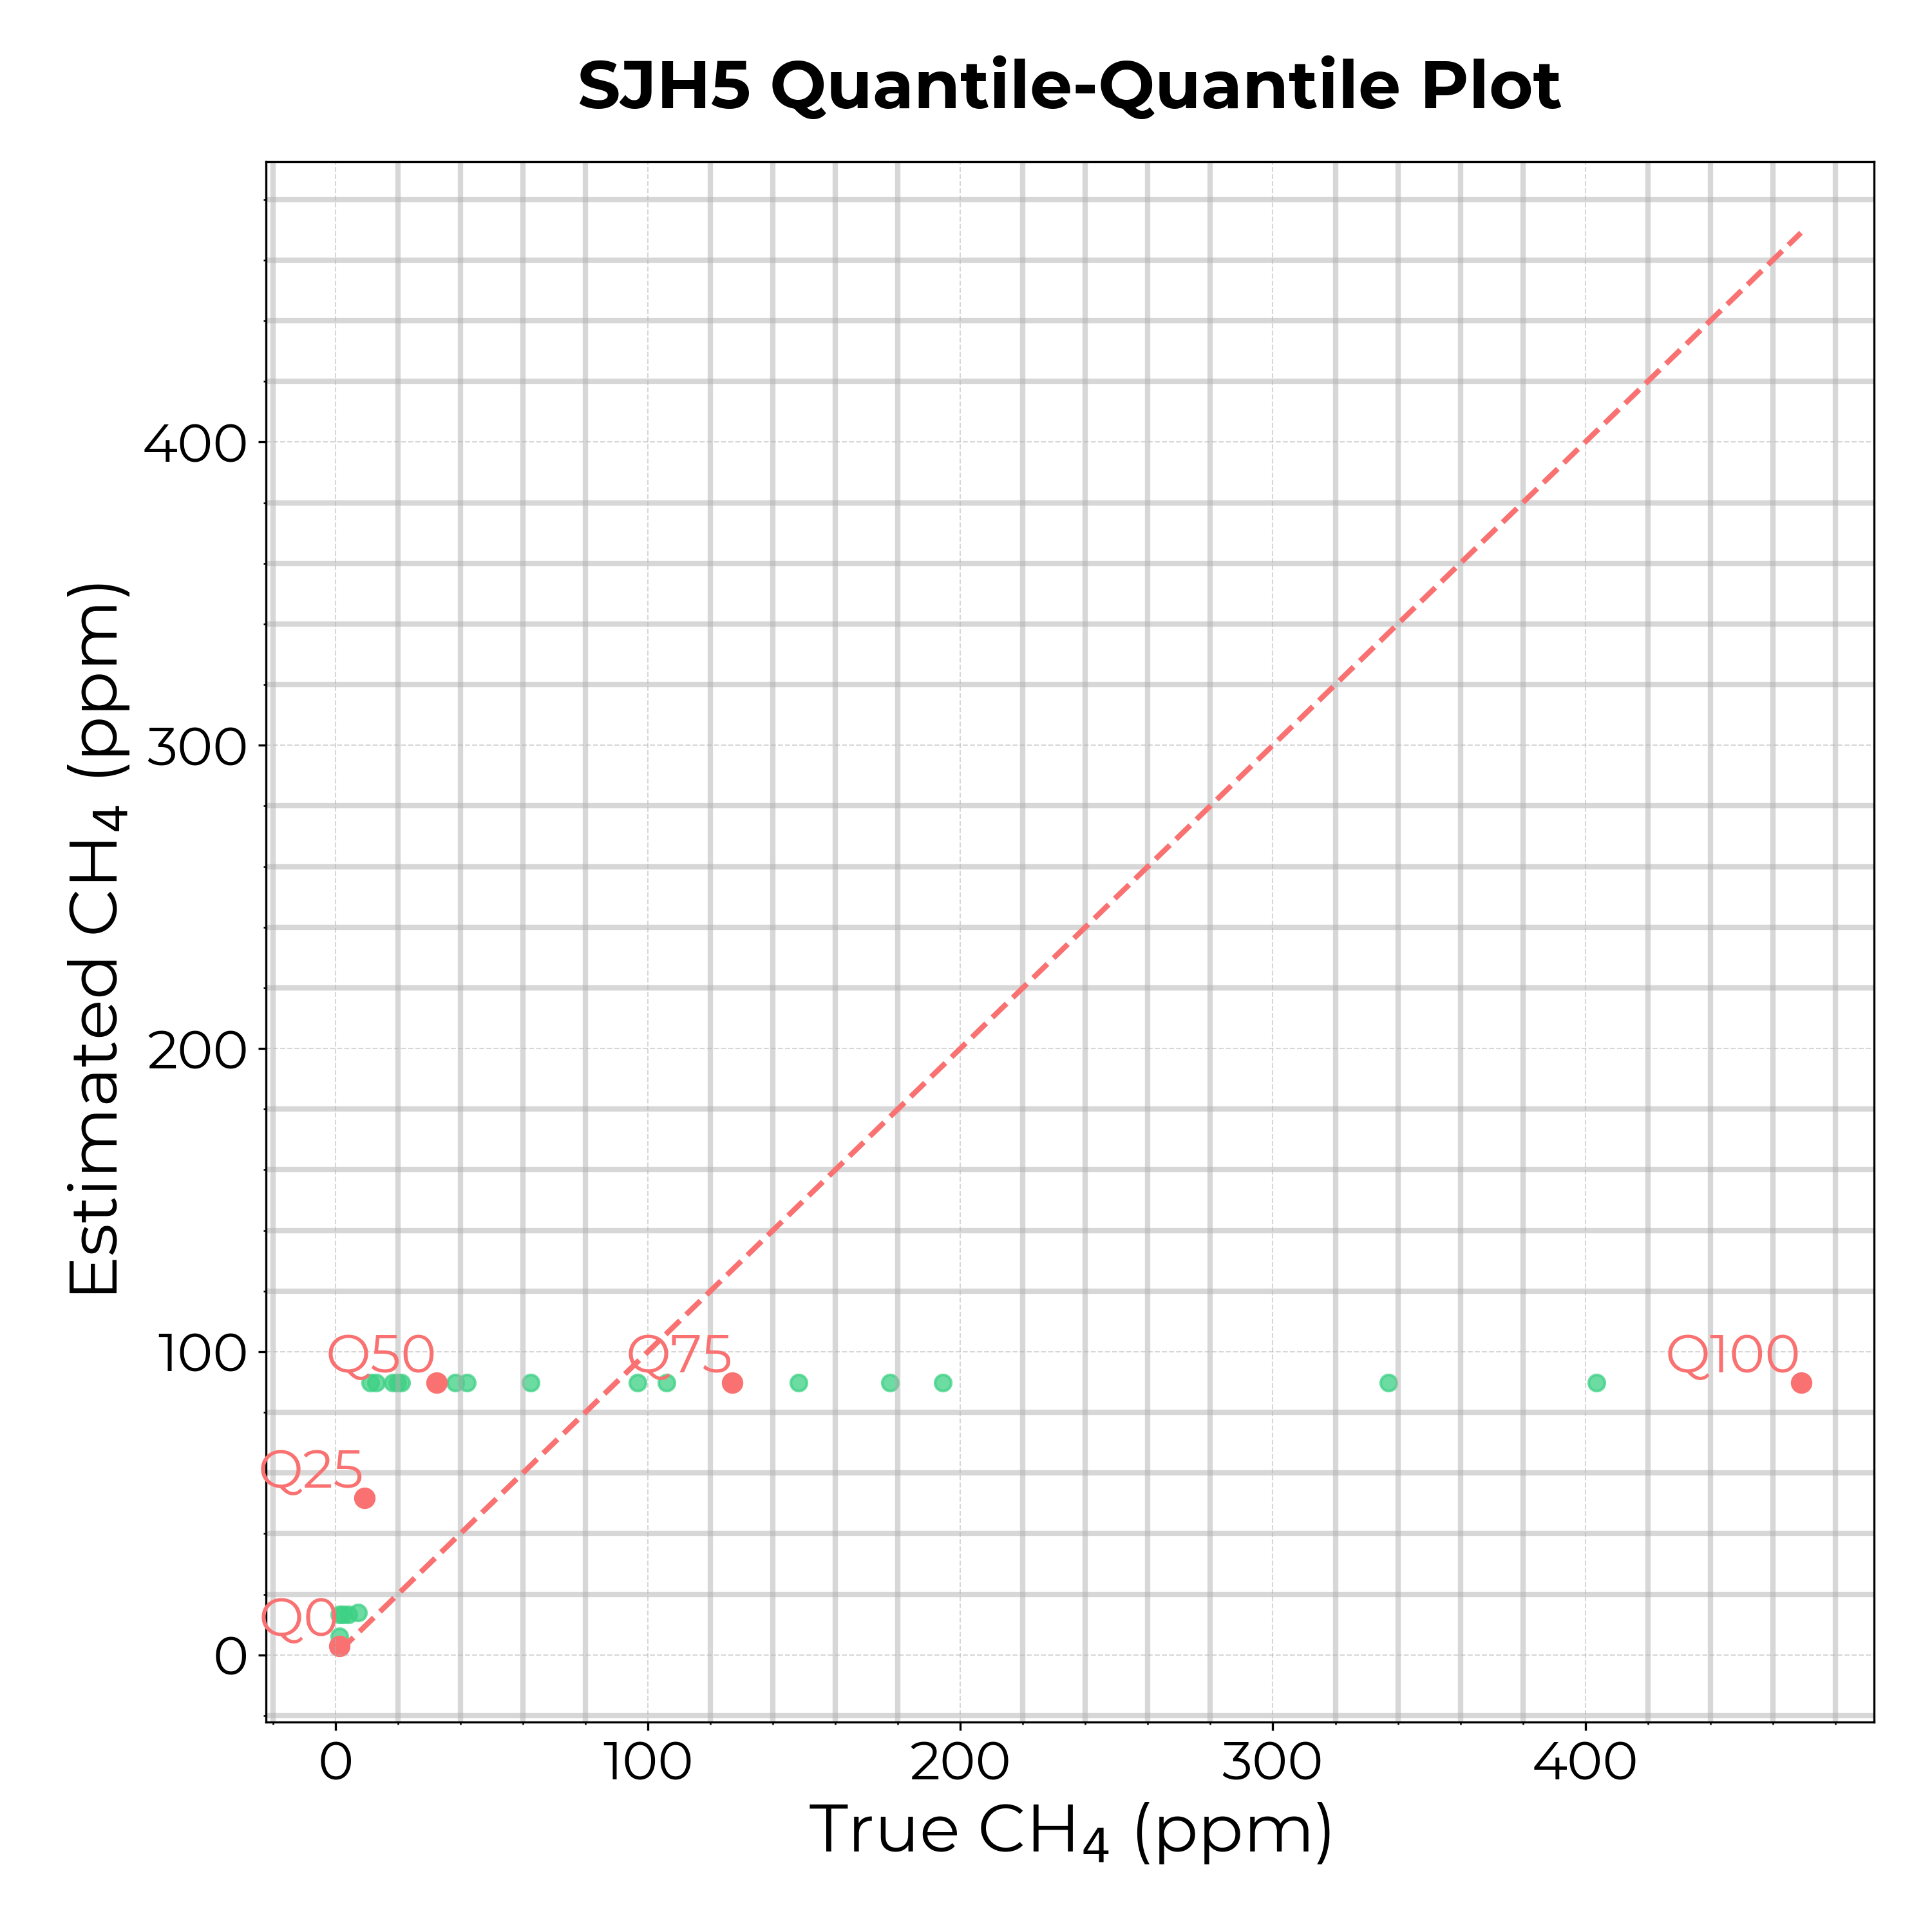 SJH5 Quantile-Quantile Plot
Estimated CH₄ (ppm)
400
300
200
100
0
Q50
Q75
Q100
Q25
Q0
0
100
200
300
400
True CH₄ (ppm)